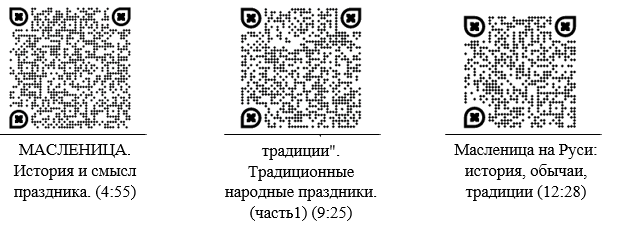 МАСЛЕНИЦА.
История и смысл
праздника. (4:55)
традиции".
Традиционные
народные праздники.
(часть1) (9:25)
Масленица на Руси:
история, обычаи,
традиции (12:28)